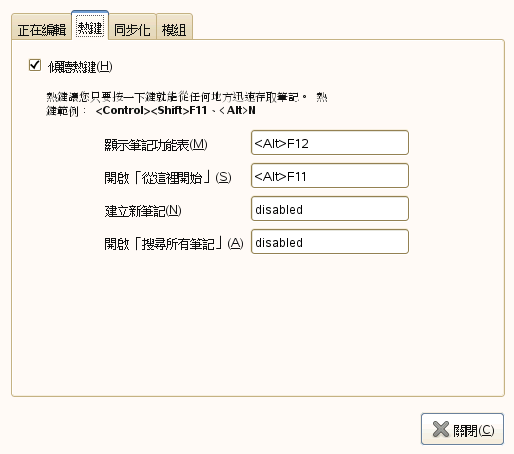 正在編輯 熱鍵 同步化 模組
傾聽熱鍵(H)
熱鍵讓您只要按一下鍵就能從任何地方迅速存取筆記。 熱
鍵範例： <Control><Shift>F11、<Alt>N
顯示筆記功能表(M) <Alt>F12
開啟「從這裡開始」(S) <Alt>F11
建立新筆記(N) disabled
開啟「搜尋所有筆記」(A) disabled
關閉(C)